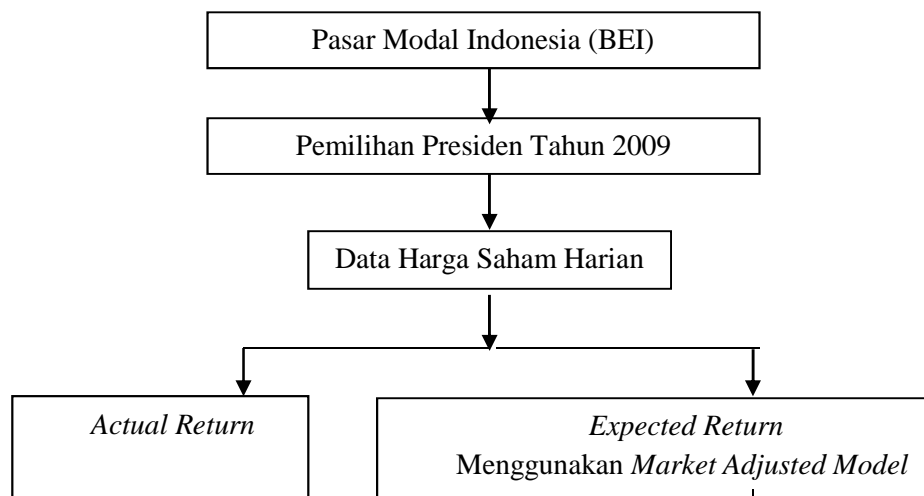 Pasar Modal Indonesia (BEI)
Pemilihan Presiden Tahun 2009
Data Harga Saham Harian
Actual Return
Expected Return
Menggunakan Market Adjusted Model